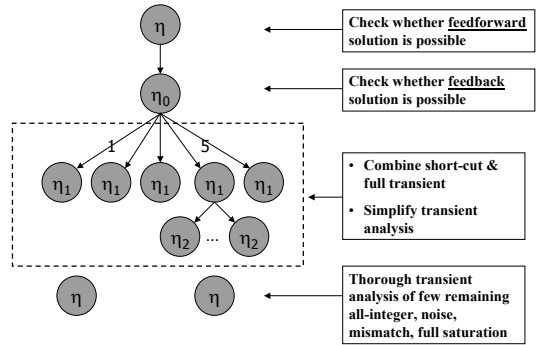 η
Check whether feedforward
solution is possible
η0
Check whether feedback
solution is possible
1 5
η1 η1 η1 η1 η1
η2 ... η2
• Combine short-cut &
full transient
• Simplify transient
analysis
η η
Thorough transient
analysis of few remaining
all-integer, noise,
mismatch, full saturation